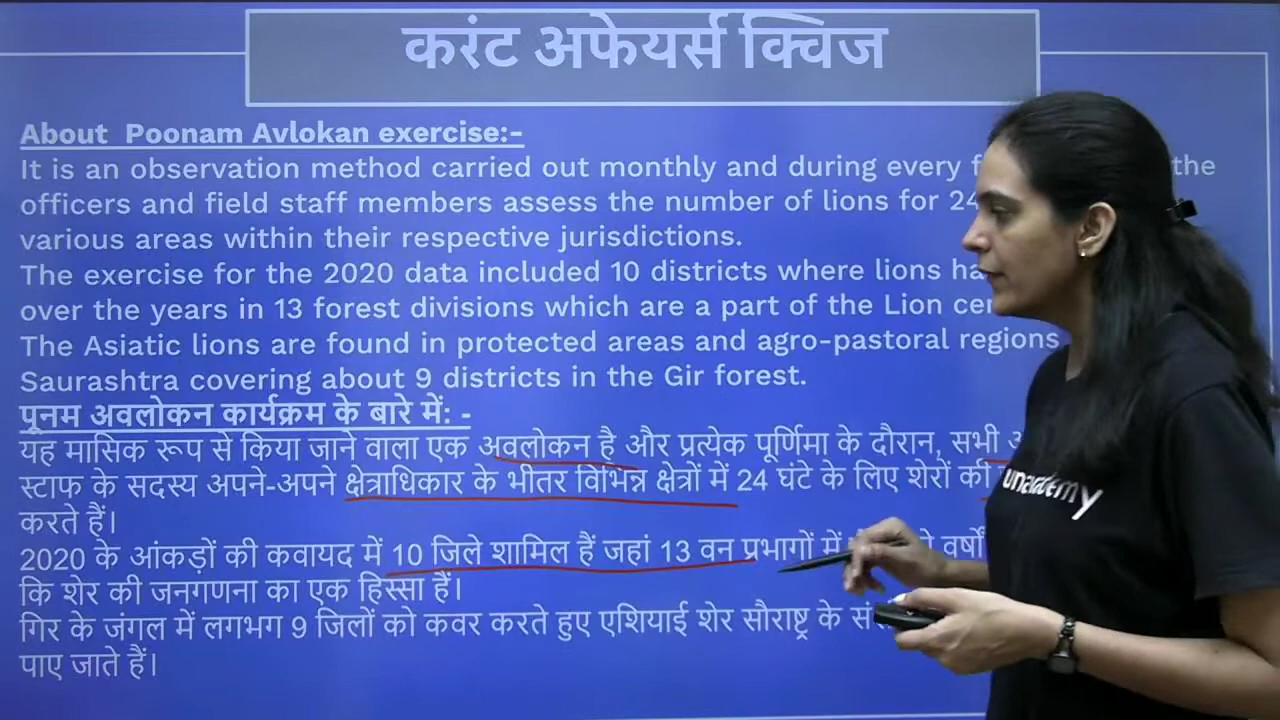 करंट अफेयर्स क्विज
About Poonam Avlokan exercise:-
It is an observation method carried out monthly and during every the
officers and field staff members assess the number of lions for 24
various areas within their respective jurisdictions.
The exercise for the 2020 data included 10 districts where lions
over the years in 13 forest divisions which are a part of the Lion
The Asiatic lions are found in protected areas and agro-pastoral regions
Saurashtra covering about 9 districts in the Gir forest.
पूनम अवलोकन कार्यक्रम के बारे में: -
यह मासिक रूप से किया जाने वाला एक अवलोकन है और प्रत्येक पूर्णिमा के दौरान, सभी
स्टाफ के सदस्य अपने-अपने क्षेत्राधिकार के भीतर विभिन्न क्षेत्रों में 24 घंटे के लिए शेरों की
करते हैं।
2020 के आंकड़ों की कवायद में 10 जिले शामिल हैं जहां 13 वन प्रभागों में वर्षों
कि शेर की जनगणना का एक हिस्सा हैं।
गिर के जंगल में लगभग 9 जिलों को कवर करते हुए एशियाई शेर सौराष्ट्र के
पाए जाते हैं।
unacademy